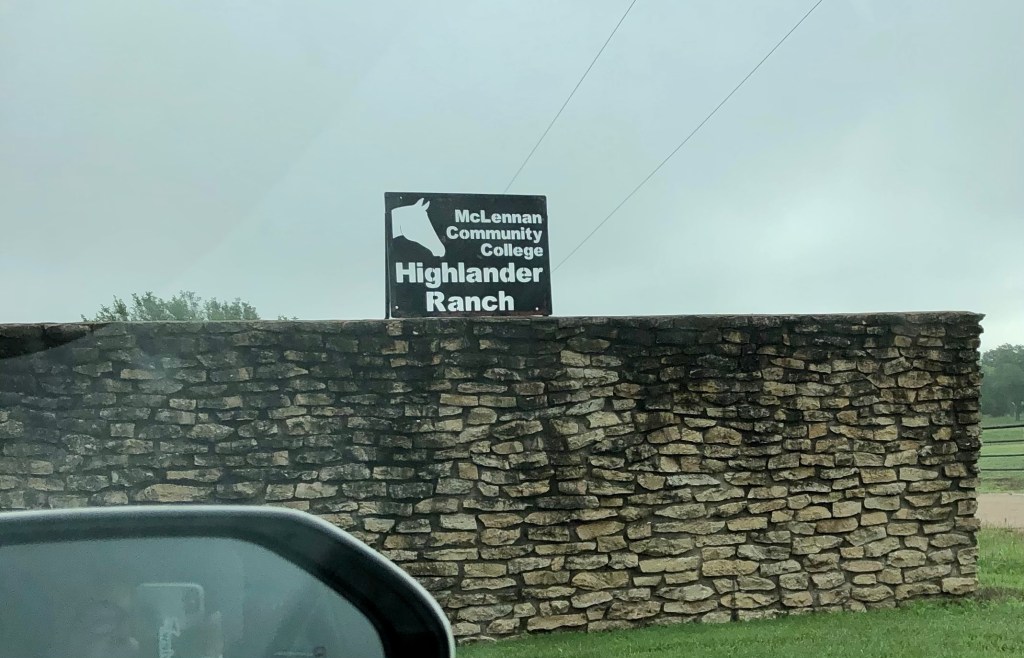 McLennan
Community
College
Highlander
Ranch